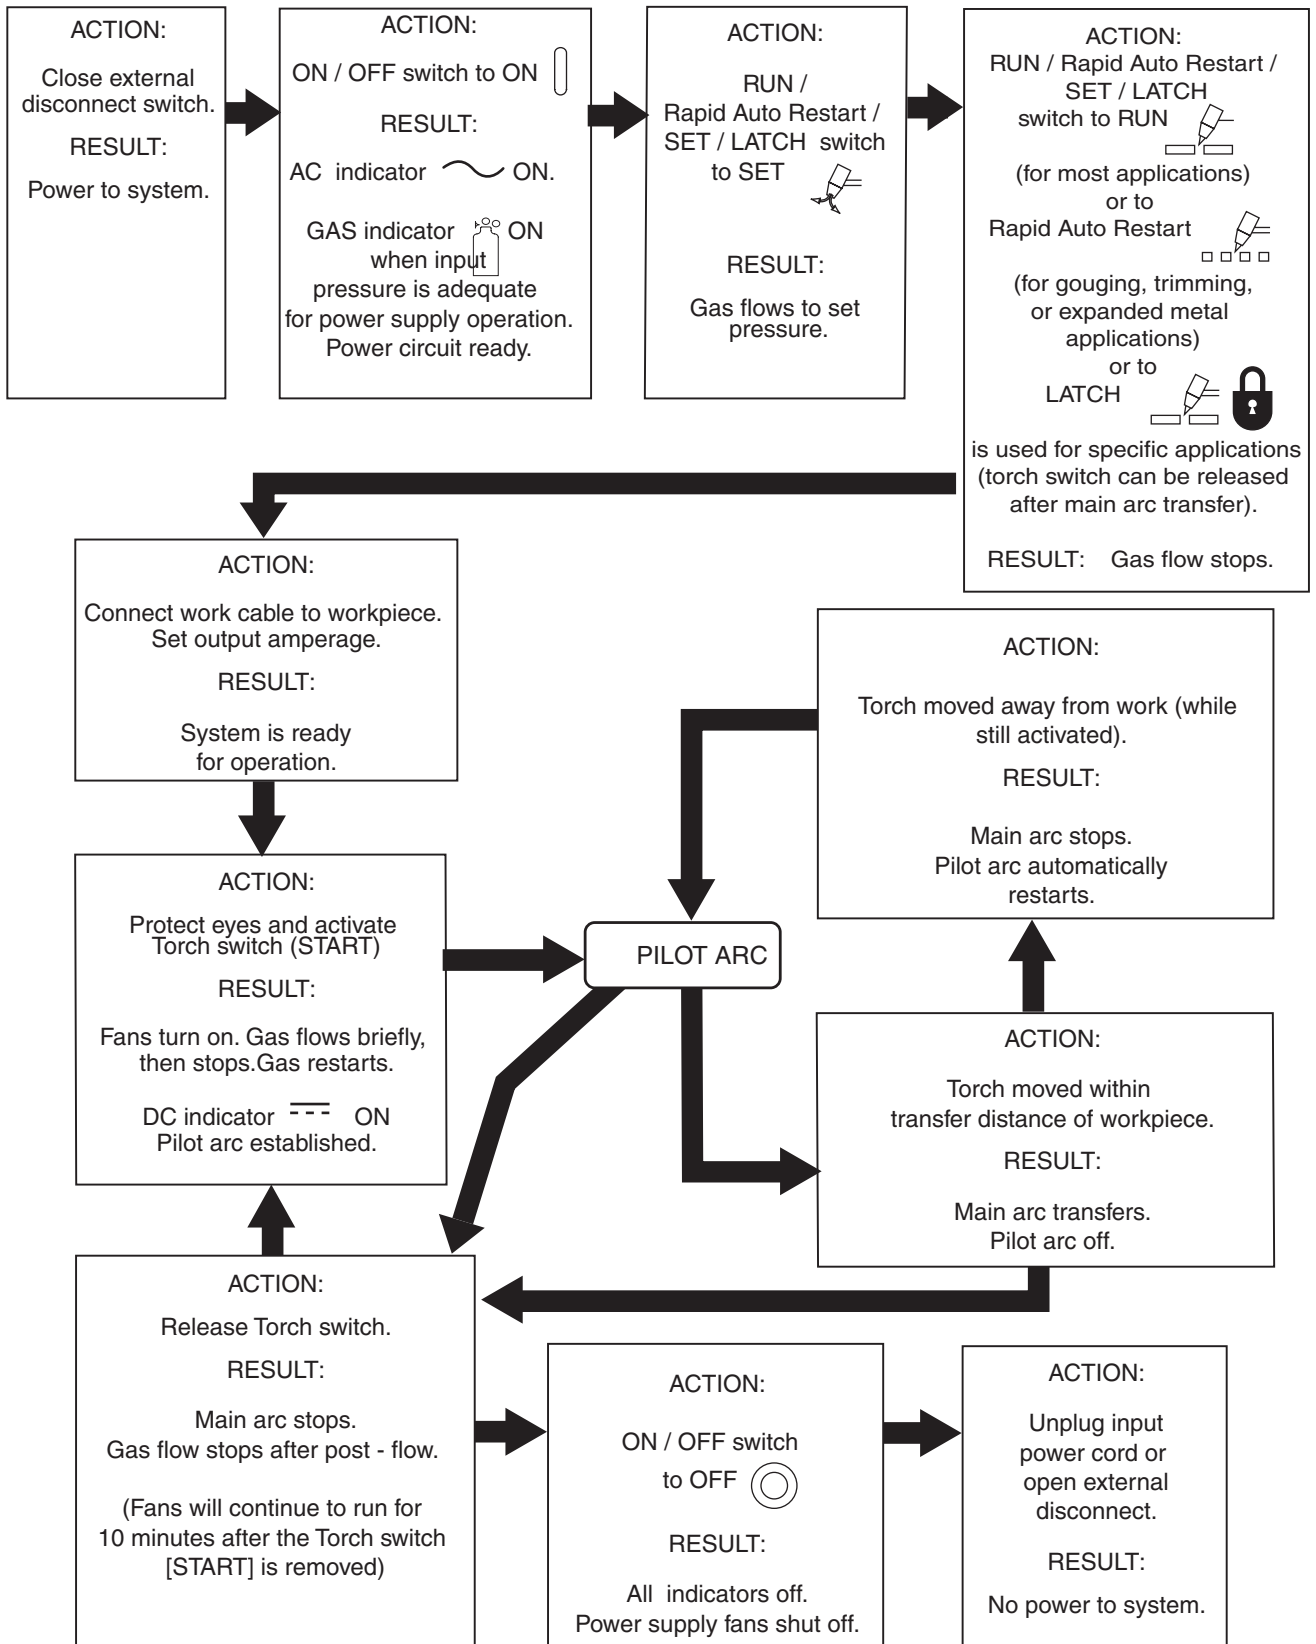 ACTION:
Close external
disconnect switch.
RESULT:
Power to system.
ACTION:
ON / OFF switch to ON
RESULT:
AC indicator ON.
GAS indicator ON
when input
pressure is adequate
for power supply operation.
Power circuit ready.
ACTION:
RUN /
Rapid Auto Restart /
SET / LATCH switch
to SET
RESULT:
Gas flows to set
pressure.
ACTION:
RUN / Rapid Auto Restart /
SET / LATCH
switch to RUN
(for most applications)
or to
Rapid Auto Restart
(for gouging, trimming,
or expanded metal
applications)
or to
LATCH
is used for specific applications
(torch switch can be released
after main arc transfer).
RESULT: Gas flow stops.
ACTION:
Connect work cable to workpiece.
Set output amperage.
RESULT:
System is ready
for operation.
ACTION:
Protect eyes and activate
Torch switch (START)
RESULT:
Fans turn on. Gas flows briefly,
then stops.Gas restarts.
DC indicator ON
Pilot arc established.
PILOT ARC
ACTION:
Torch moved away from work (while
still activated).
RESULT:
Main arc stops.
Pilot arc automatically
restarts.
ACTION:
Torch moved within
transfer distance of workpiece.
RESULT:
Main arc transfers.
Pilot arc off.
ACTION:
Release Torch switch.
RESULT:
Main arc stops.
Gas flow stops after post - flow.
(Fans will continue to run for
10 minutes after the Torch switch
[START] is removed)
ACTION:
ON / OFF switch
to OFF
RESULT:
All indicators off.
Power supply fans shut off.
ACTION:
Unplug input
power cord or
open external
disconnect.
RESULT:
No power to system.